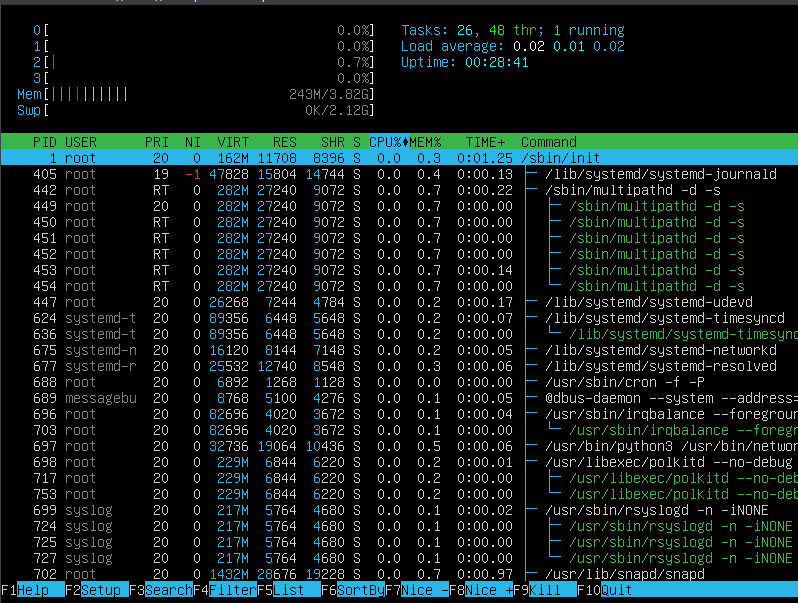 0[ 0.0%] Tasks: 26, 48 thr; 1 running
1[ 0.0%] Load average: 0.02 0.01 0.02
2[| 0.7%] Uptime: 00:28:41
3[ 0.0%]
Mem[|||||||||| 243M/3.82G]
Swp[ 0K/2.12G]
PID USER PRI NI VIRT RES SHR S CPU%♦MEM% TIME+ Command
1 root 20 0 162M 11708 8396 S 0.0 0.3 0:01.25 /sbin/init
405 root 19 -1 47828 15804 14744 S 0.0 0.4 0:00.13 /lib/systemd/systemd-journald
442 root RT 0 282M 27240 9072 S 0.0 0.7 0:00.22 /sbin/multipathd -d -s
449 root 20 0 282M 27240 9072 S 0.0 0.7 0:00.00 /sbin/multipathd -d -s
450 root RT 0 282M 27240 9072 S 0.0 0.7 0:00.00 /sbin/multipathd -d -s
451 root RT 0 282M 27240 9072 S 0.0 0.7 0:00.00 /sbin/multipathd -d -s
452 root RT 0 282M 27240 9072 S 0.0 0.7 0:00.00 /sbin/multipathd -d -s
453 root RT 0 282M 27240 9072 S 0.0 0.7 0:00.14 /sbin/multipathd -d -s
454 root RT 0 282M 27240 9072 S 0.0 0.7 0:00.00 /sbin/multipathd -d -s
447 root 20 0 26268 7244 4784 S 0.0 0.2 0:00.17 /lib/systemd/systemd-udevd
624 systemd-t 20 0 89356 6448 5648 S 0.0 0.2 0:00.07 /lib/systemd/systemd-timesyncd
636 systemd-t 20 0 89356 6448 5648 S 0.0 0.2 0:00.00 /lib/systemd/systemd-timesync
675 systemd-n 20 0 16120 8144 7148 S 0.0 0.2 0:00.05 /lib/systemd/systemd-networkd
677 systemd-r 20 0 25532 12740 8548 S 0.0 0.3 0:00.06 /lib/systemd/systemd-resolved
688 root 20 0 6892 1268 1128 S 0.0 0.0 0:00.00 /usr/sbin/cron -f -P
689 messagebu 20 0 8768 5100 4276 S 0.0 0.1 0:00.05 @dbus-daemon --system --address=
696 root 20 0 82696 4020 3672 S 0.0 0.1 0:00.04 /usr/sbin/irqbalance --foregroun
703 root 20 0 82696 4020 3672 S 0.0 0.1 0:00.00 /usr/sbin/irqbalance --foregr
697 root 20 0 32736 19064 10436 S 0.0 0.5 0:00.06 /usr/bin/python3 /usr/bin/networ
698 root 20 0 229M 6844 6220 S 0.0 0.2 0:00.01 /usr/libexec/polkitd --no-debug
717 root 20 0 229M 6844 6220 S 0.0 0.2 0:00.00 /usr/libexec/polkitd --no-deb
753 root 20 0 229M 6844 6220 S 0.0 0.2 0:00.00 /usr/libexec/polkitd --no-deb
699 syslog 20 0 217M 5764 4680 S 0.0 0.1 0:00.02 /usr/sbin/rsyslogd -n -iNONE
724 syslog 20 0 217M 5764 4680 S 0.0 0.1 0:00.00 /usr/sbin/rsyslogd -n -iNONE
725 syslog 20 0 217M 5764 4680 S 0.0 0.1 0:00.00 /usr/sbin/rsyslogd -n -iNONE
727 syslog 20 0 217M 5764 4680 S 0.0 0.1 0:00.00 /usr/sbin/rsyslogd -n -iNONE
702 root 20 0 1432M 28676 19228 S 0.0 0.7 0:00.97 /usr/lib/snapd/snapd
F1Help F2Setup F3SearchF4FilterF5List F6SortByF7Nice -F8Nice +F9Kill F10Quit